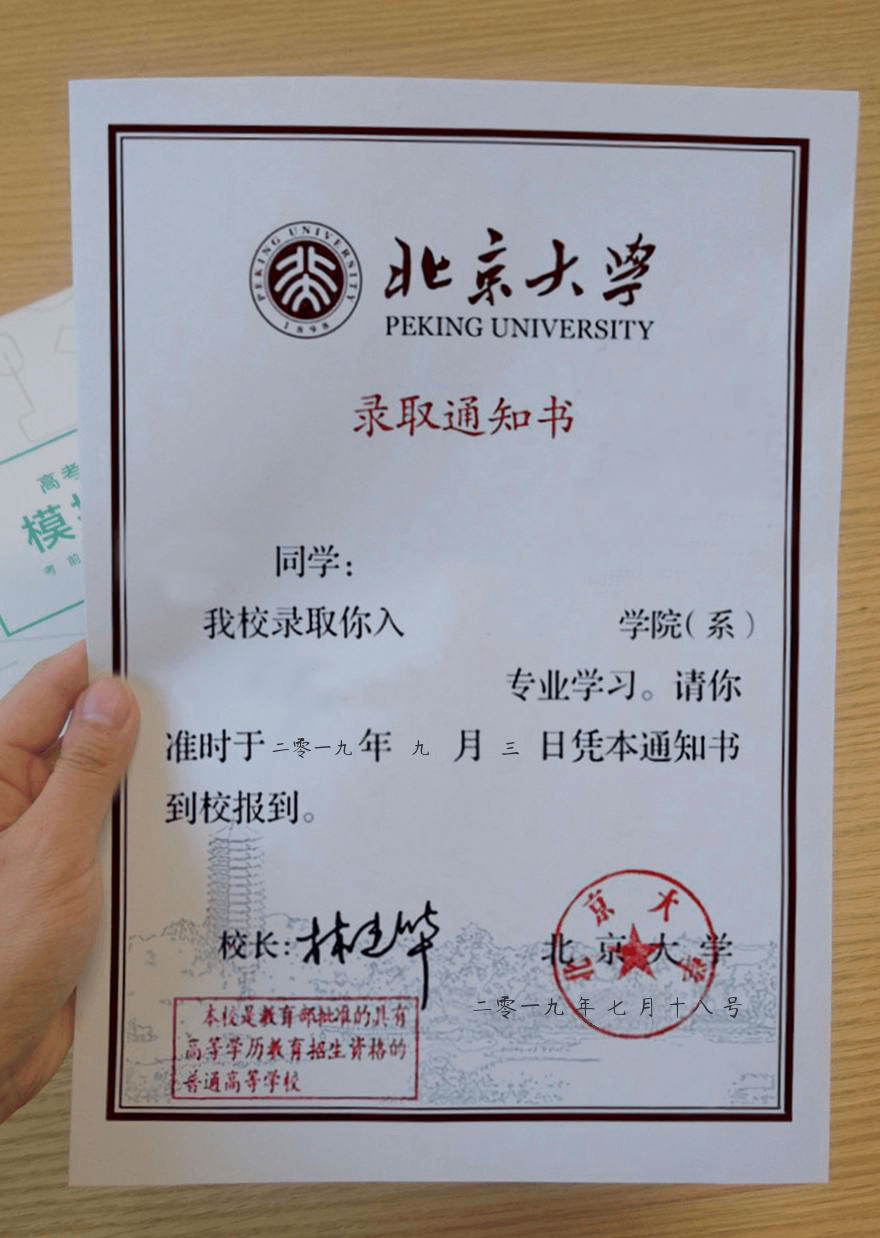 PEKING UNIVERSITY
1898
北京大学
PEKING UNIVERSITY
录取通知书
同学：
我校录取你入 学院（系）
专业学习。请你
准时于二零一九年 九 月 三 日凭本通知书
到校报到。
校长：林建华
北京大学
北京大学
二零一九年七月十八号
本校是教育部批准的具有
高等学历教育招生资格的
普通高等学校
高考
模
考前